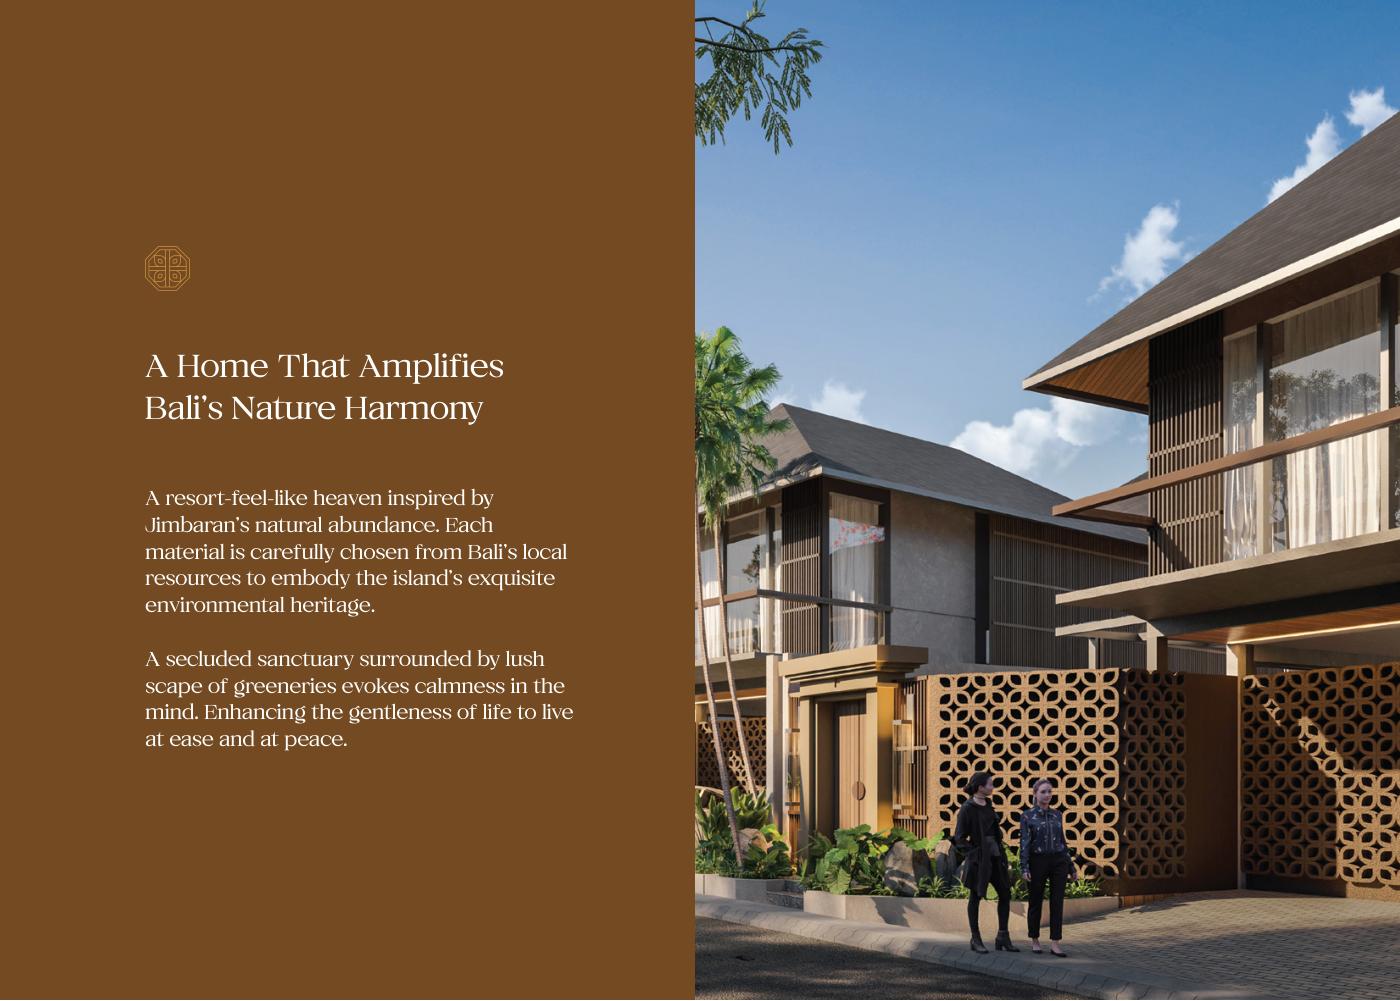 A Home That Amplifies
Bali's Nature Harmony
A resort-feel-like heaven inspired by
Jimbaran's natural abundance. Each
material is carefully chosen from Bali's local
resources to embody the island's exquisite
environmental heritage.
A secluded sanctuary surrounded by lush
scape of greeneries evokes calmness in the
mind. Enhancing the gentleness of life to live
at ease and at peace.